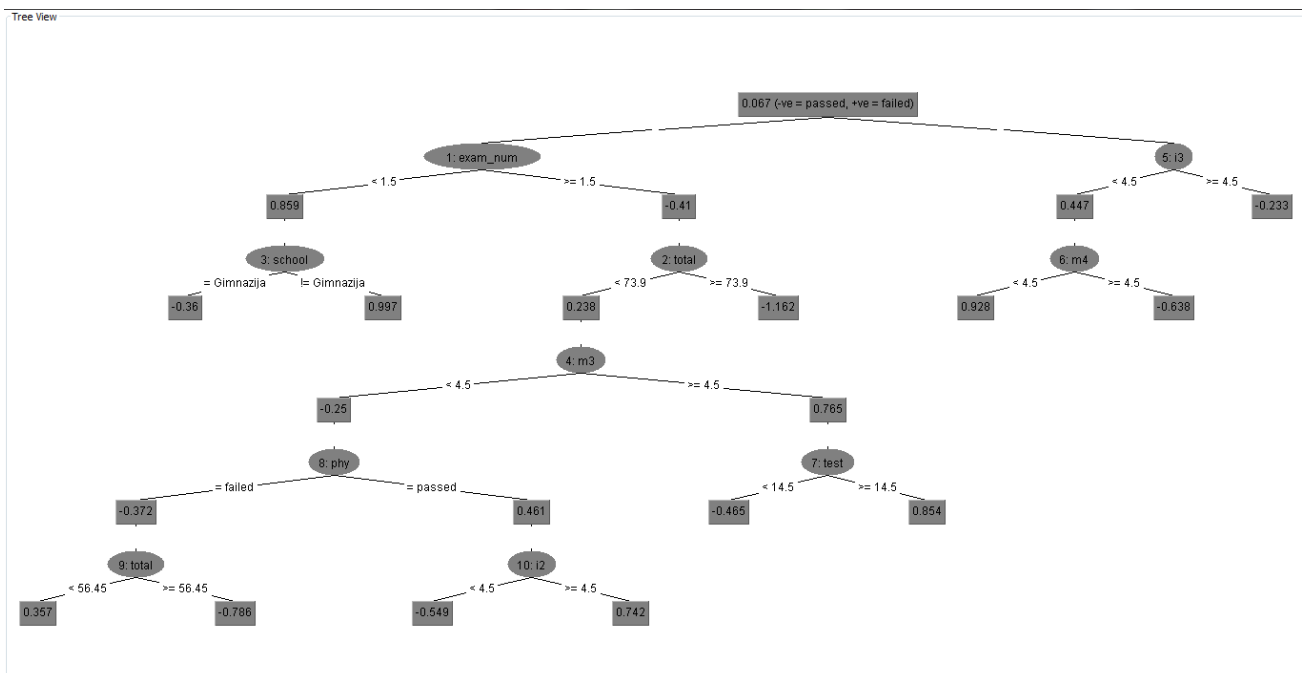 Tree View
0.067 (-ve = passed, +ve = failed)
1: exam_num
5: i3
< 1.5
>= 1.5
< 4.5
>= 4.5
0.859
-0.41
0.447
-0.233
3: school
2: total
6: m4
= Gimnazija
!= Gimnazija
< 73.9
>= 73.9
< 4.5
>= 4.5
-0.36
0.997
0.238
-1.162
0.928
-0.638
4: m3
< 4.5
>= 4.5
-0.25
0.765
8: phy
7: test
= failed
= passed
< 14.5
>= 14.5
-0.372
0.461
-0.465
0.854
9: total
10: i2
< 56.45
>= 56.45
< 4.5
>= 4.5
0.357
-0.786
-0.549
0.742